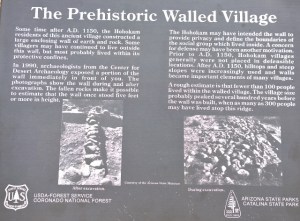 The Prehistoric Walled Village
Some time after A.D. 1150, the Hohokam
residents of this ancient village constructed a
large enclosing wall of earth and rock. Some
villagers may have continued to live outside
the wall, but most probably lived within its
protective confines.
In 1990, archaeologists from the Center for
Desert Archaeology exposed a portion of the
wall immediately in front of you. The
photographs show the wall during and after
excavation. The fallen rocks make it possible
to estimate that the wall once stood five feet
or more in height.
The Hohokam may have intended the wall to
provide privacy and define the boundaries of
the social group which lived inside. A concern
for defense may have been another motivation.
Prior to A.D. 1150, Hohokam villages
generally were not placed in defensible
locations. After A.D. 1150, hilltops and steep
slopes were increasingly used and walls
became important elements of many villages.
A rough estimate is that fewer than 100 people
lived within the walled village. The village size
probably peaked several hundred years before
the wall was built, when as many as 300 people
may have lived atop this ridge.
After excavation.
During excavation.
USDA-FOREST SERVICE
CORONADO NATIONAL FOREST
ARIZONA STATE PARKS
CATALINA STATE PARK